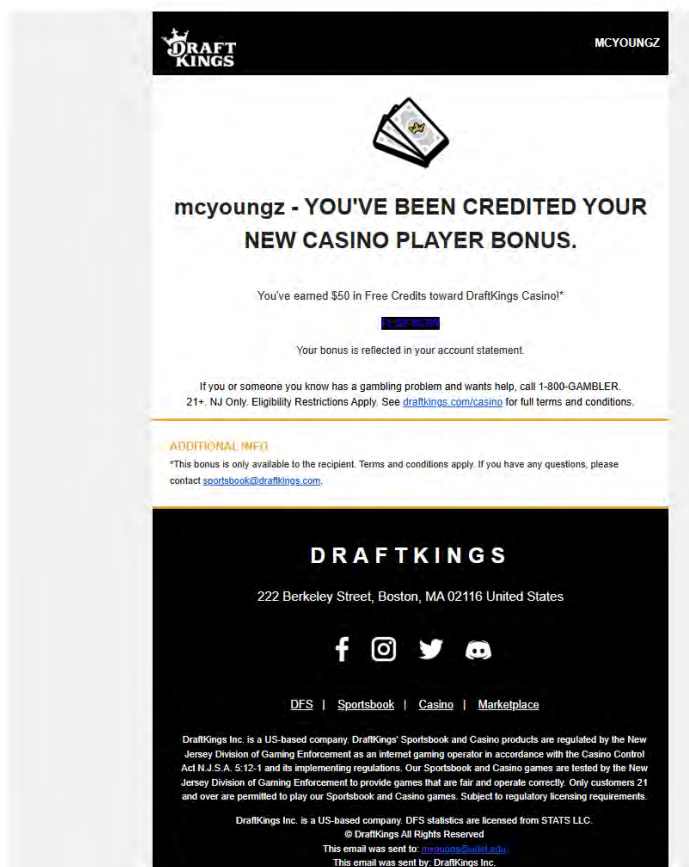 DRAFT
KINGS
MCYOUNGZ
mcyoungz - YOU'VE BEEN CREDITED YOUR
NEW CASINO PLAYER BONUS.
You've earned $50 in Free Credits toward DraftKings Casino!*
PLAY NOW
Your bonus is reflected in your account statement.
If you or someone you know has a gambling problem and wants help, call 1-800-GAMBLER.
21+. NJ Only. Eligibility Restrictions Apply. See draftkings.com/casino for full terms and conditions.
ADDITIONAL INFO
*This bonus is only available to the recipient. Terms and conditions apply. If you have any questions, please
contact sportsbook@draftkings.com.
DRAFTKINGS
222 Berkeley Street, Boston, MA 02116 United States
DFS | Sportsbook | Casino | Marketplace
DraftKings Inc. is a US-based company. DraftKings' Sportsbook and Casino products are regulated by the New
Jersey Division of Gaming Enforcement as an internet gaming operator in accordance with the Casino Control
Act N.J.S.A. 5:12-1 and its implementing regulations. Our Sportsbook and Casino games are tested by the New
Jersey Division of Gaming Enforcement to provide games that are fair and operate correctly. Only customers 21
and over are permitted to play our Sportsbook and Casino games. Subject to regulatory licensing requirements.
DraftKings Inc. is a US-based company. DFS statistics are licensed from STATS LLC.
© DraftKings All Rights Reserved
This email was sent to:
This email was sent by: DraftKings Inc.